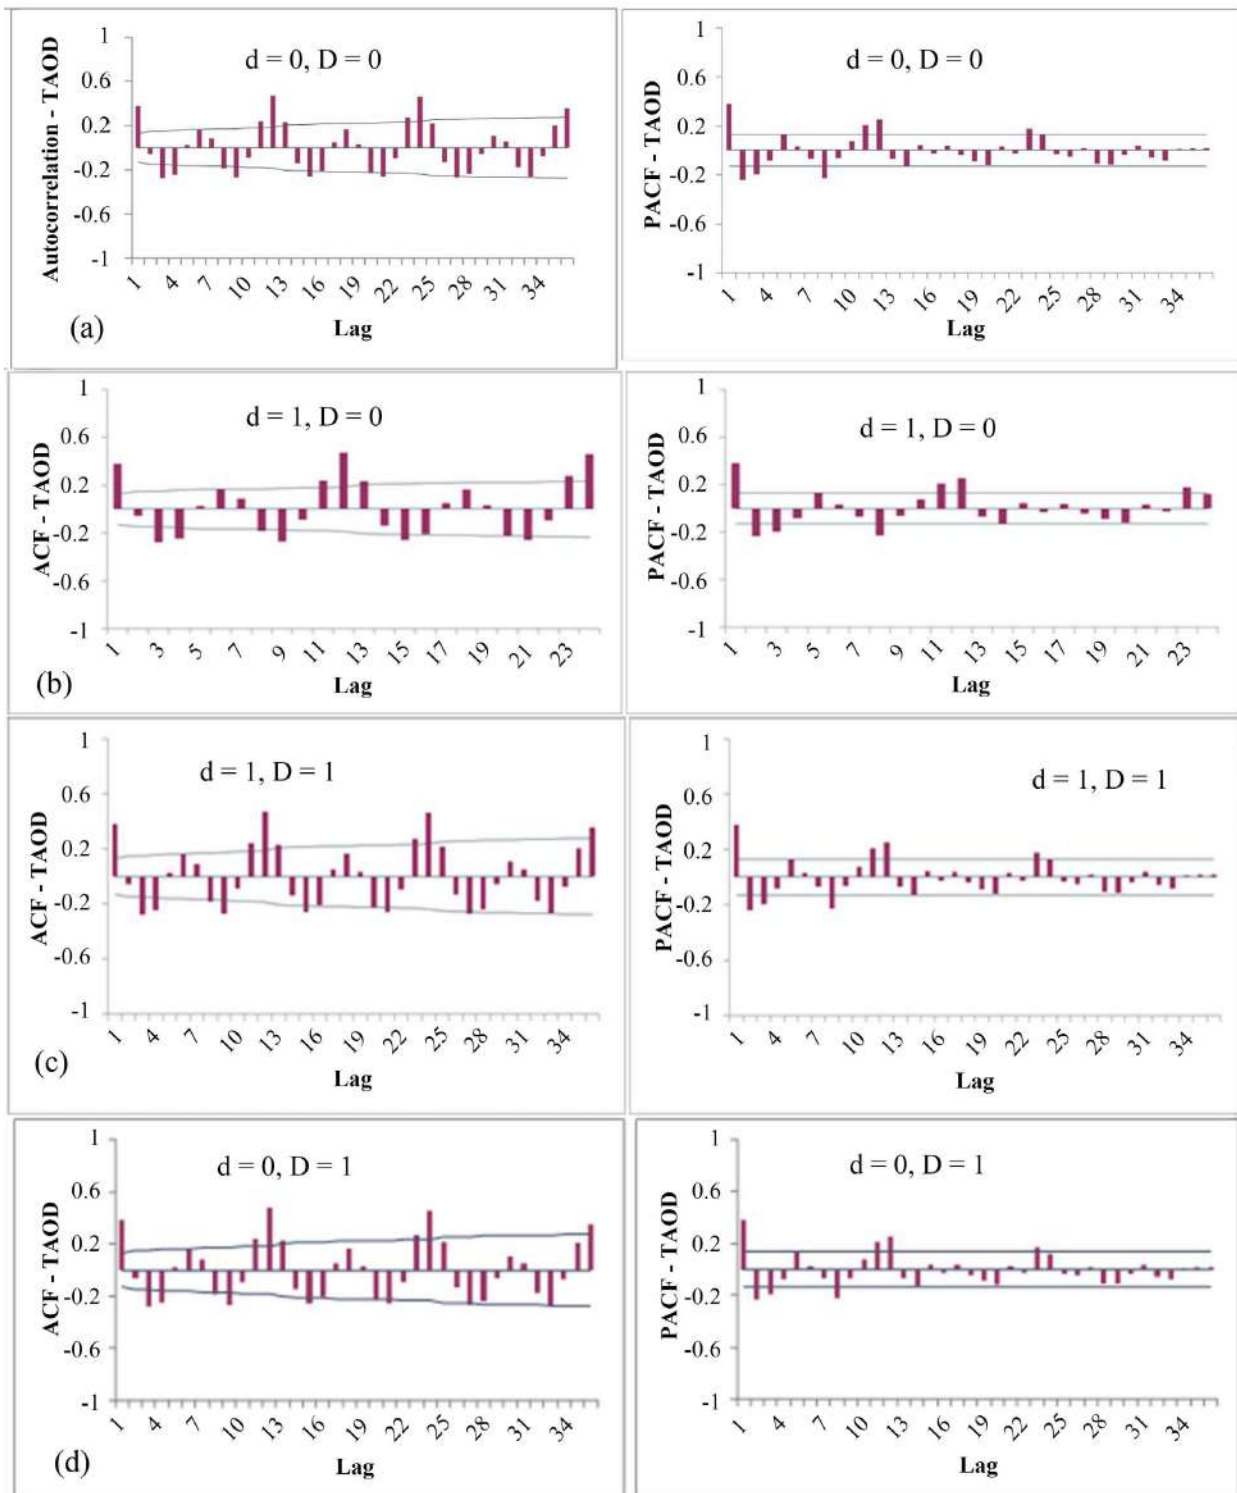 1
0.6
0.2
-0.2
-0.6
-1
Autocorrelation - TAOD
d = 0, D = 0
1 4 7 10 13 16 19 22 25 28 31 34
Lag
(a)
1
0.6
0.2
-0.2
-0.6
-1
PACF - TAOD
d = 0, D = 0
1 4 7 10 13 16 19 22 25 28 31 34
Lag
1
0.6
0.2
-0.2
-0.6
-1
ACF - TAOD
d = 1, D = 0
1 3 5 7 9 11 13 15 17 19 21 23
Lag
(b)
1
0.6
0.2
-0.2
-0.6
-1
PACF - TAOD
d = 1, D = 0
1 3 5 7 9 11 13 15 17 19 21 23
Lag
1
0.6
0.2
-0.2
-0.6
-1
ACF - TAOD
d = 1, D = 1
1 4 7 10 13 16 19 22 25 28 31 34
Lag
(c)
1
0.6
0.2
-0.2
-0.6
-1
PACF - TAOD
d = 1, D = 1
1 4 7 10 13 16 19 22 25 28 31 34
Lag
1
0.6
0.2
-0.2
-0.6
-1
ACF - TAOD
d = 0, D = 1
1 4 7 10 13 16 19 22 25 28 31 34
Lag
(d)
1
0.6
0.2
-0.2
-0.6
-1
PACF - TAOD
d = 0, D = 1
1 4 7 10 13 16 19 22 25 28 31 34
Lag